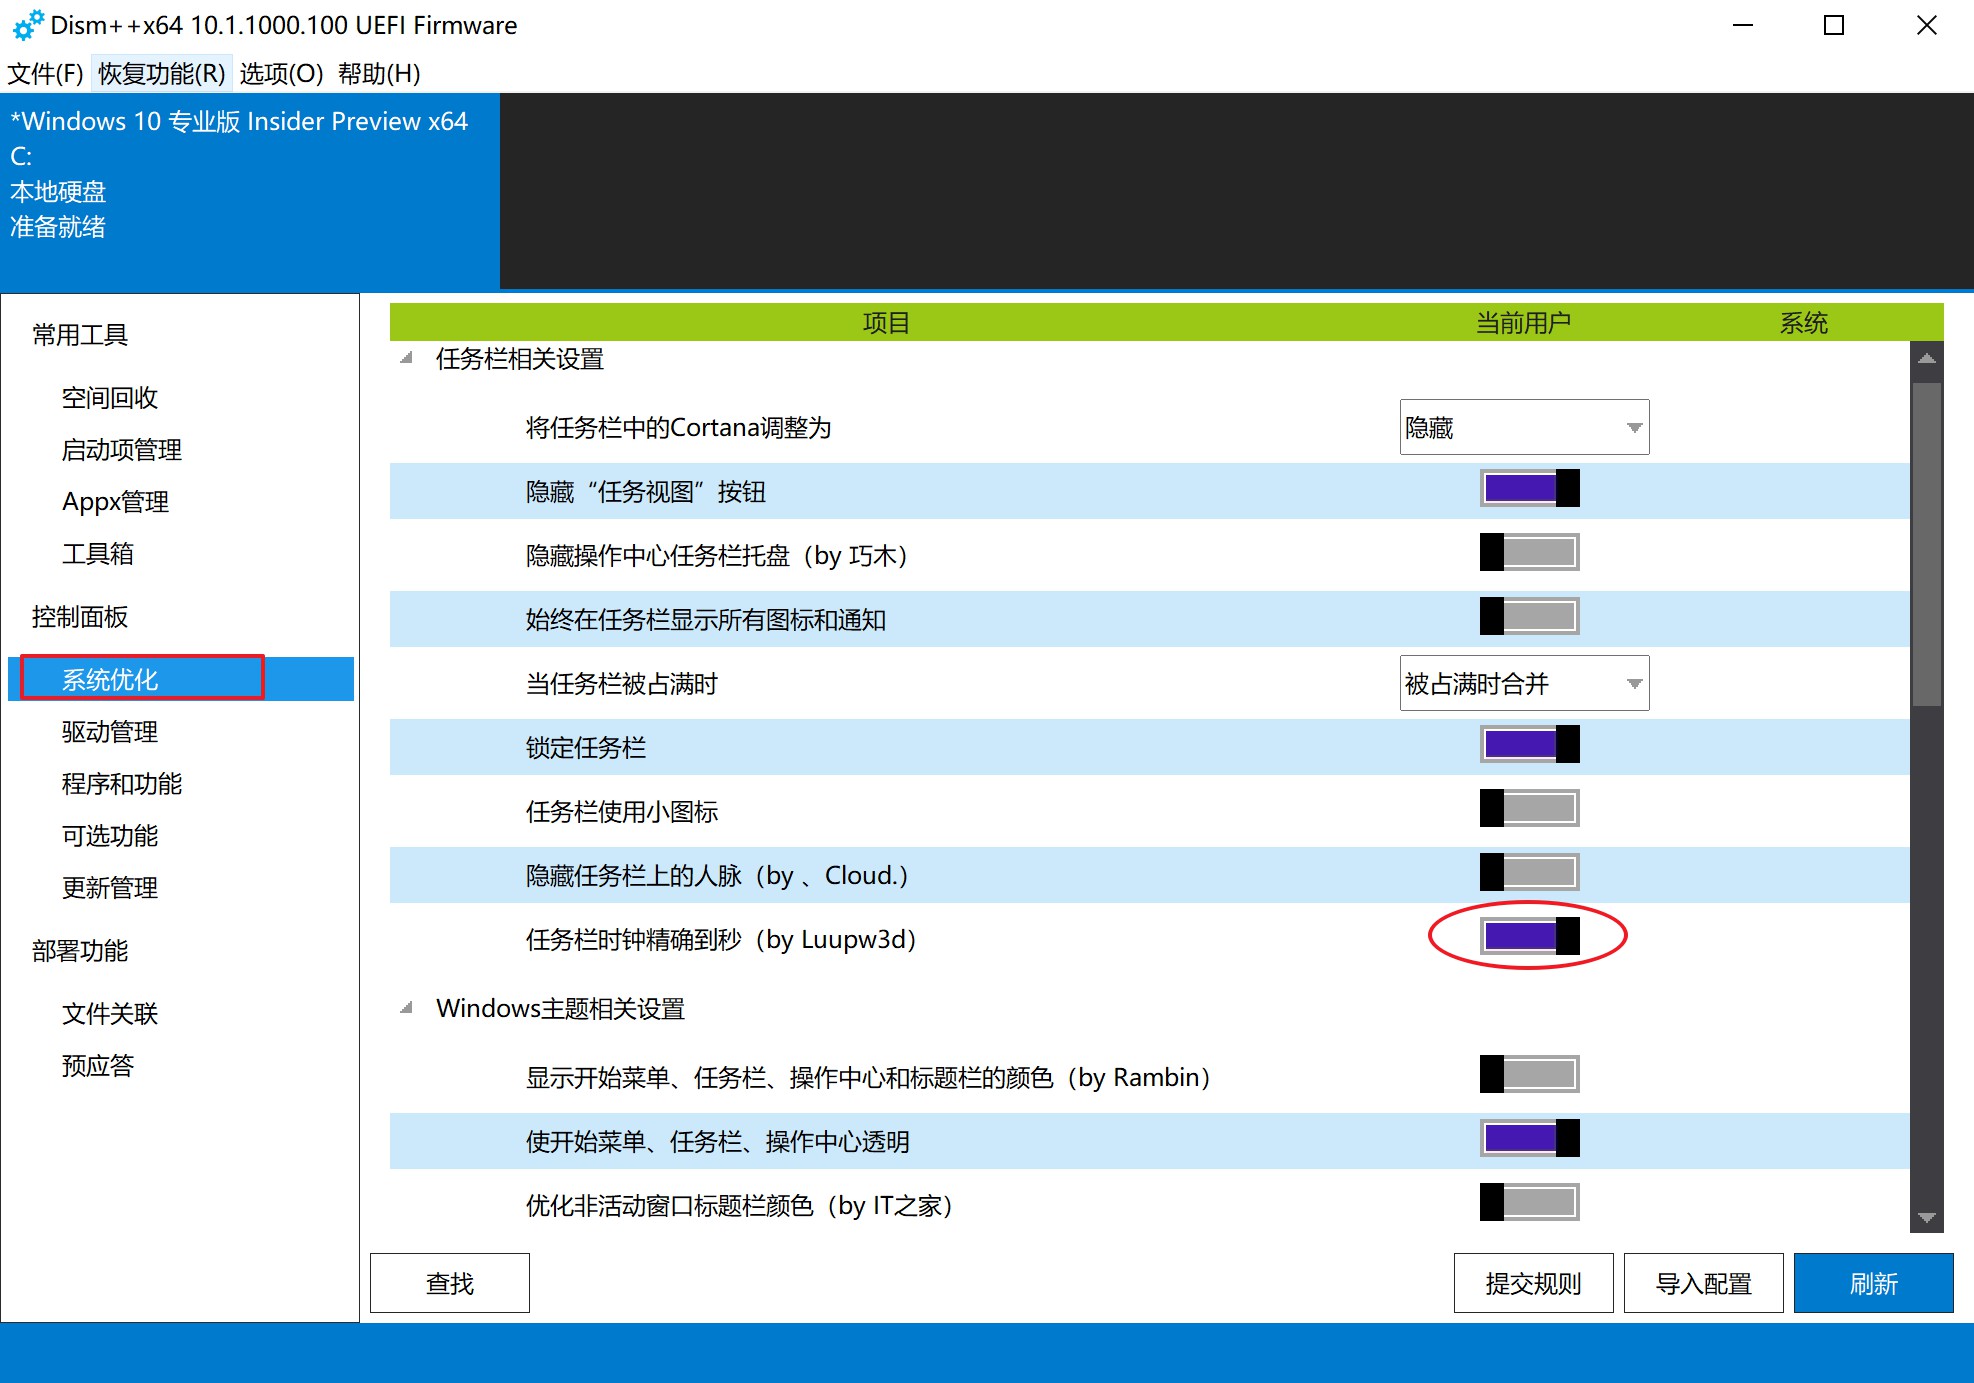 Dism++x64 10.1.1000.100 UEFI Firmware
文件(F) 恢复功能(R) 选项(O) 帮助(H)
*Windows 10 专业版 Insider Preview x64
C:
本地硬盘
准备就绪
常用工具
空间回收
启动项管理
Appx管理
工具箱
控制面板
系统优化
驱动管理
程序和功能
可选功能
更新管理
部署功能
文件关联
预应答
项目 当前用户 系统
任务栏相关设置
将任务栏中的Cortana调整为 隐藏
隐藏“任务视图”按钮
隐藏操作中心任务栏托盘（by 巧木）
始终在任务栏显示所有图标和通知
当任务栏被占满时 被占满时合并
锁定任务栏
任务栏使用小图标
隐藏任务栏上的人脉（by 、Cloud.）
任务栏时钟精确到秒（by Luupw3d）
Windows主题相关设置
显示开始菜单、任务栏、操作中心和标题栏的颜色（by Rambin）
使开始菜单、任务栏、操作中心透明
优化非活动窗口标题栏颜色（by IT之家）
查找 提交规则 导入配置 刷新